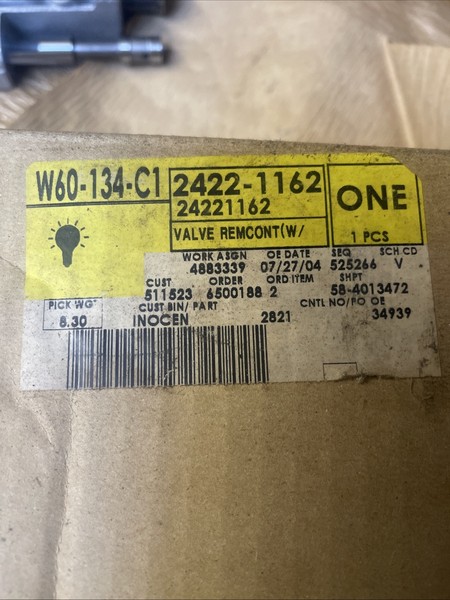 W60-134-C1
2422-1162
24221162
VALVE REMCONT(W/
ONE
1 PCS
WORK ASGN OE DATE SEQ SCH.CD
4883339 07/27/04 525266 V
CUST ORDER ORD ITEM SHPT
511523 6500188 2 58-4013472
PICK WGT CUST BIN/ PART CNTL NO/PO OE
8.30 INOCEN 2821 34939